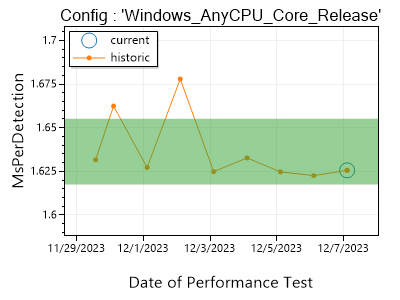 Config : 'Windows_AnyCPU_Core_Release'
current
historic
1.7
1.675
1.65
1.625
1.6
MsPerDetection
11/29/2023 12/1/2023 12/3/2023 12/5/2023 12/7/2023
Date of Performance Test